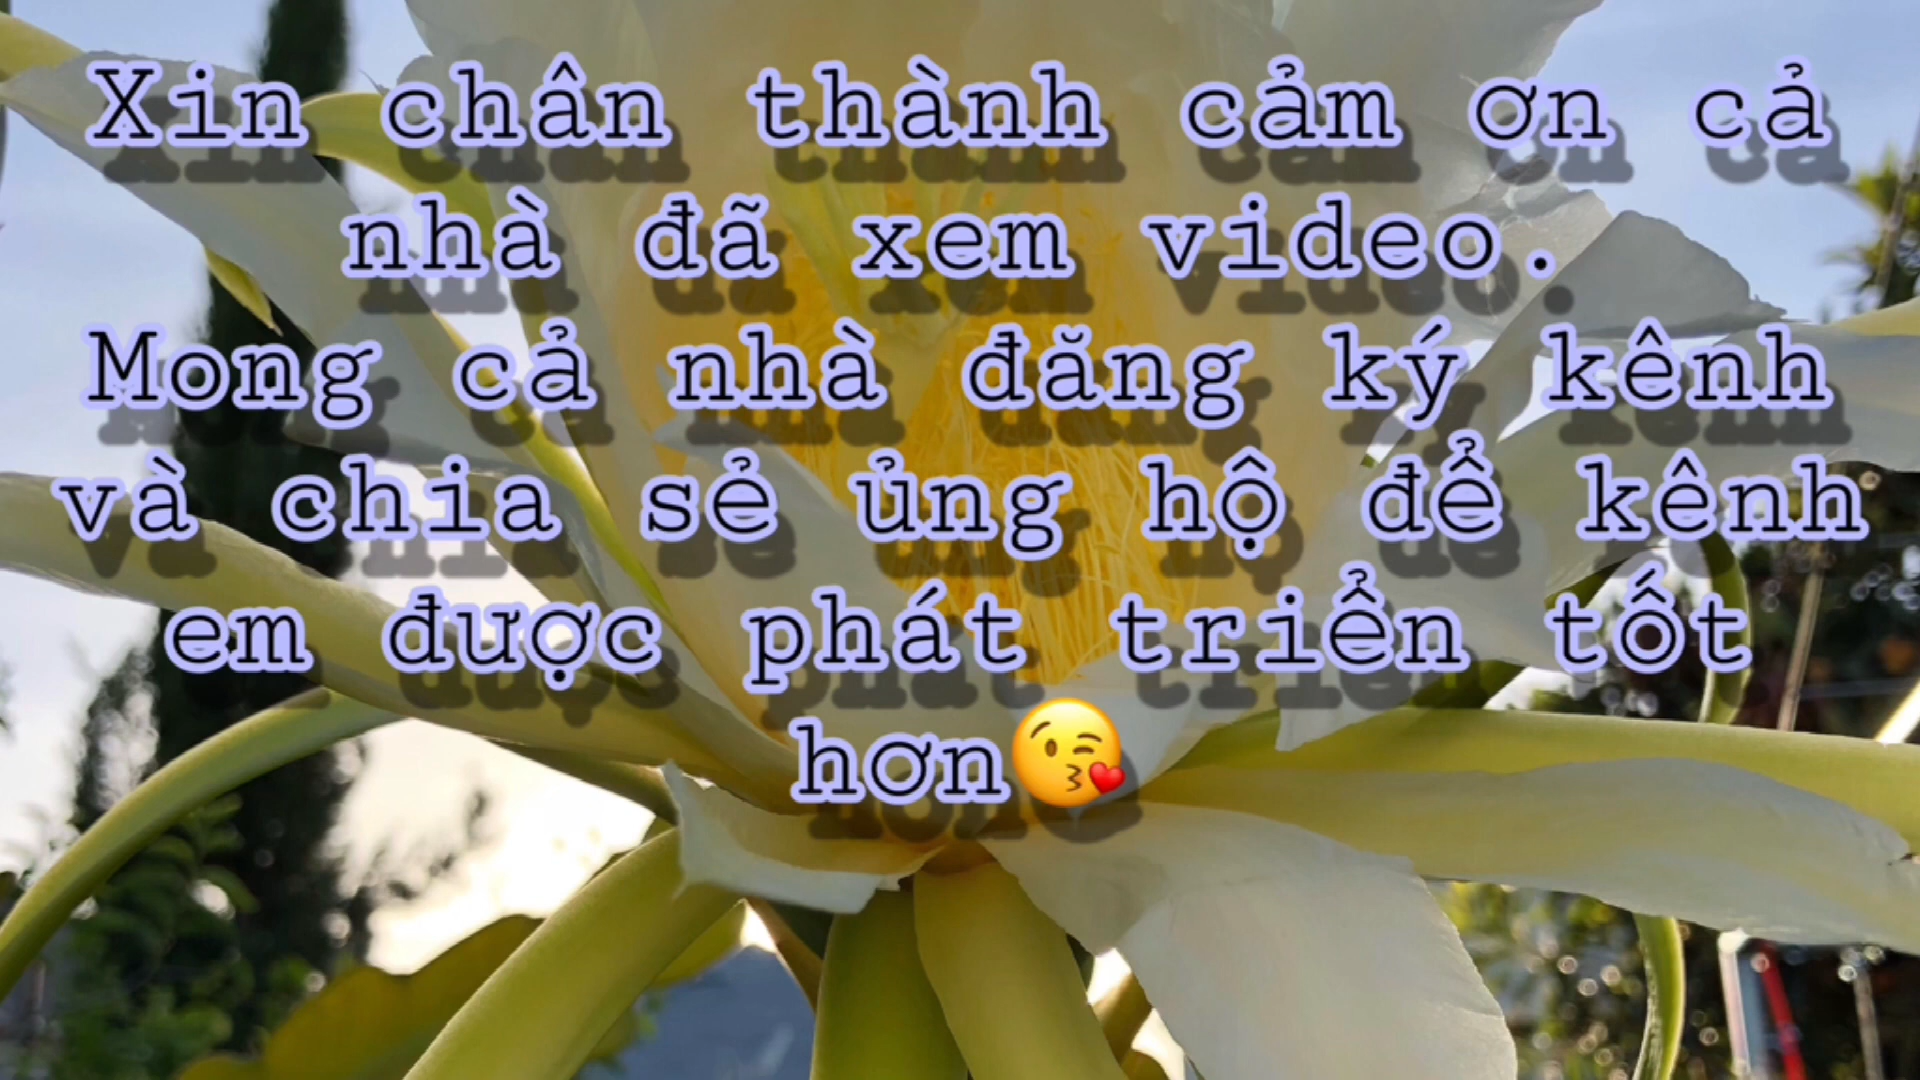 Xin chân thành cảm ơn cả
nhà đã xem video.
Mong cả nhà đăng ký kênh
và chia sẻ ủng hộ để kênh
em được phát triển tốt
hơn😘